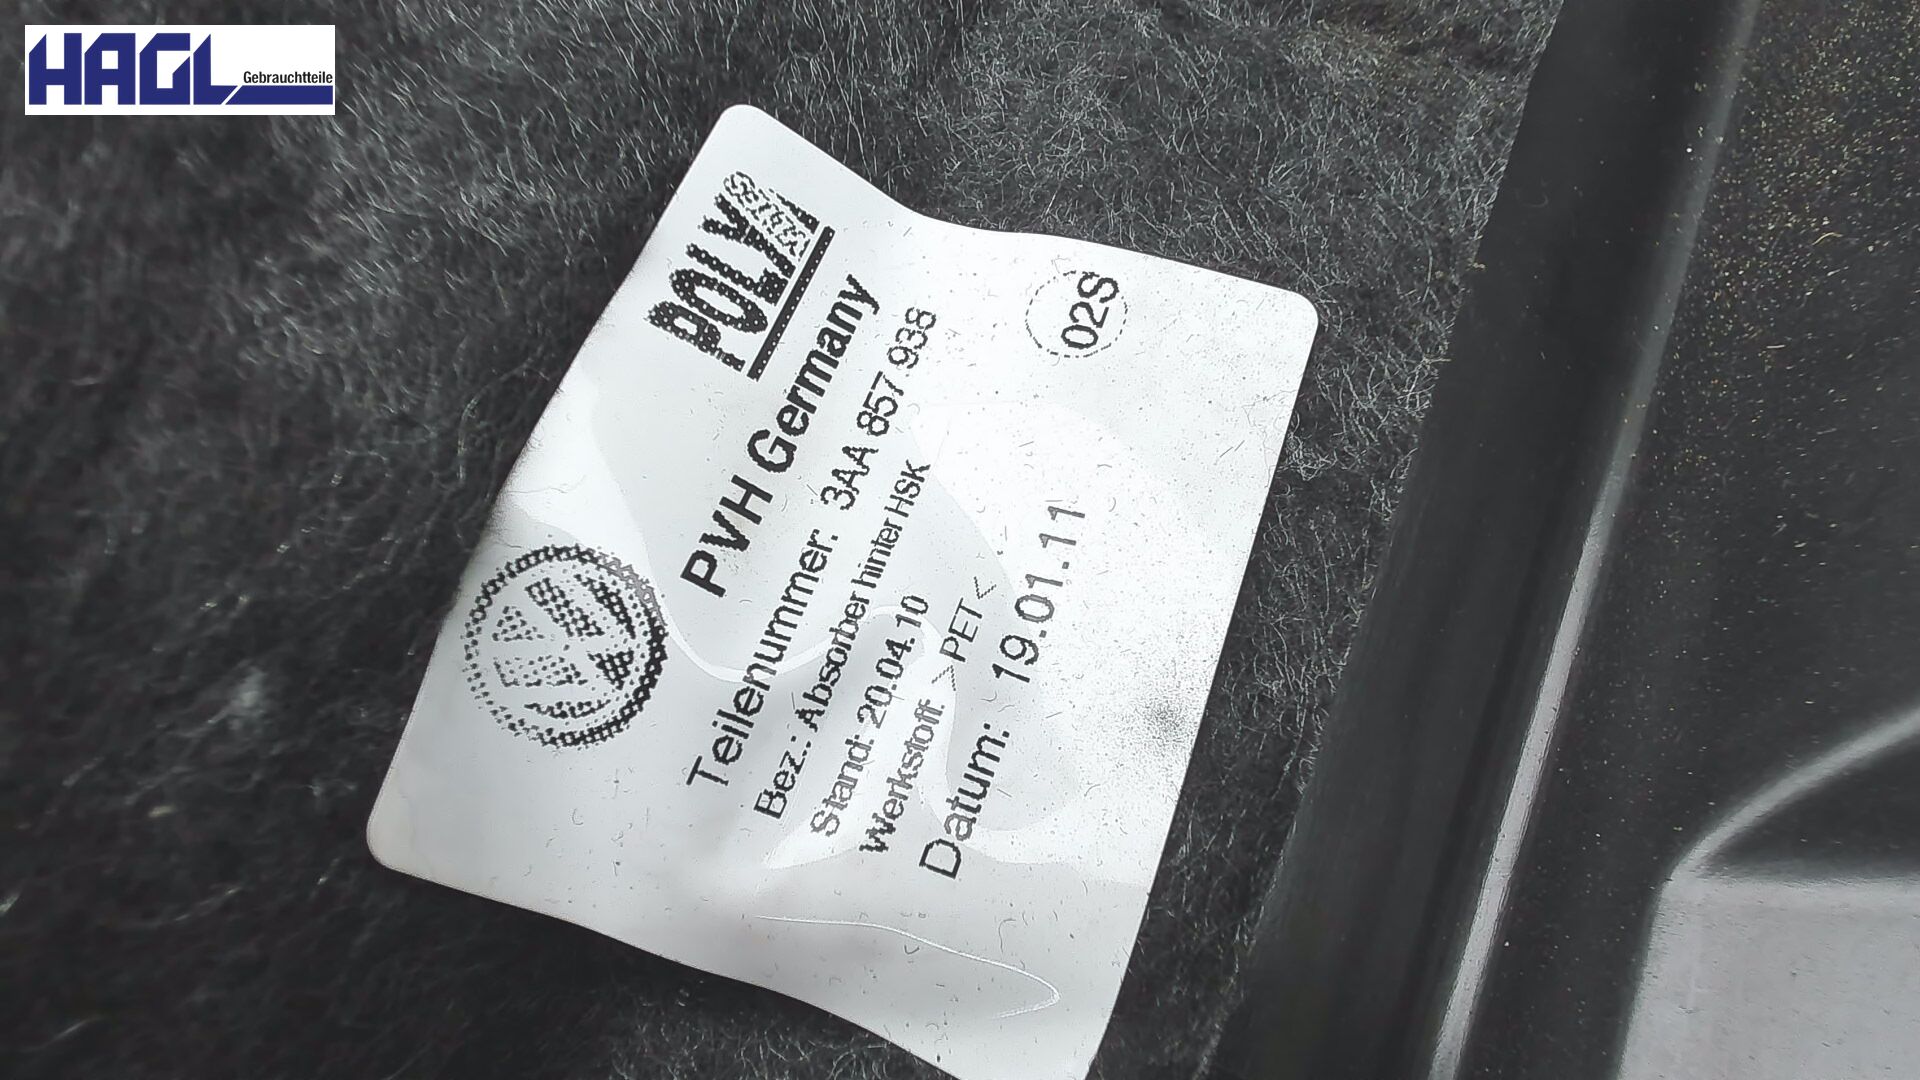 HAGL
Gebrauchtteile
POLY
PVH Germany
Teilenummer: 3AA 857 938
Bez.: Absorber hinter HSK
Stand: 20.04.10
Werkstoff: >PET<
Datum: 19.01.11
02S